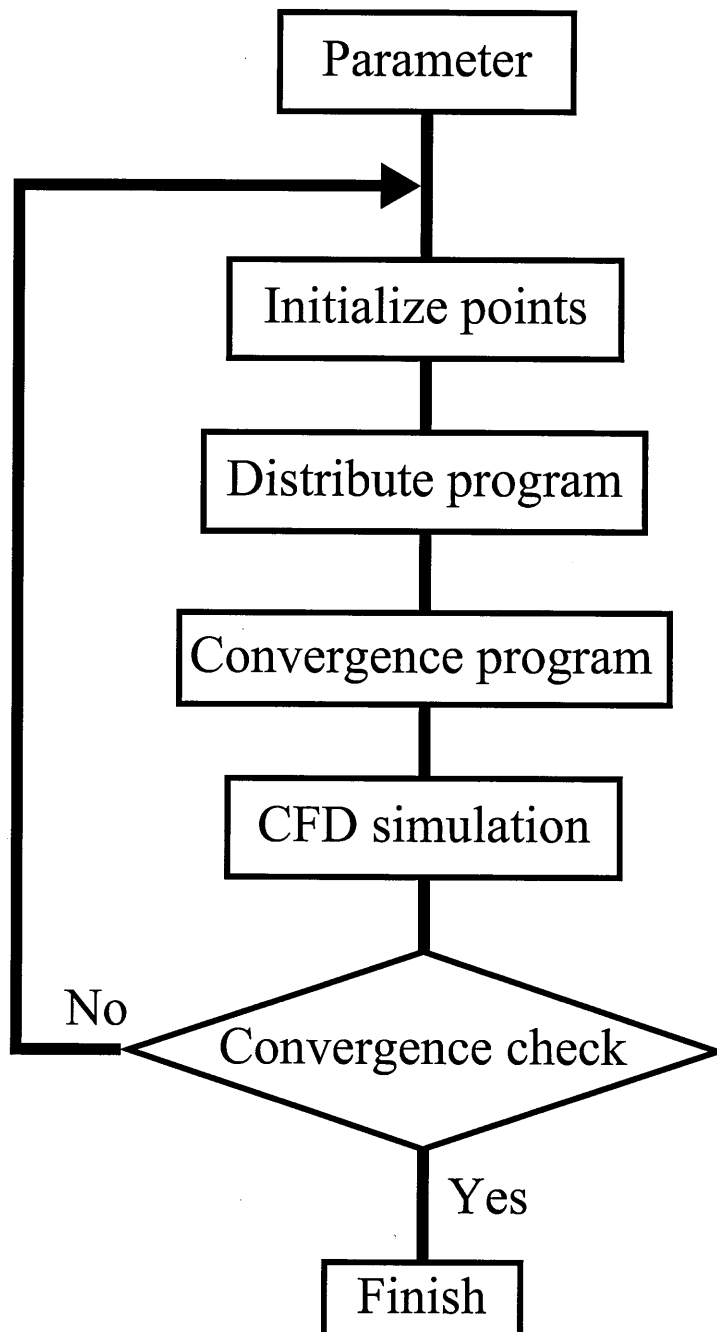 Parameter
Initialize points
Distribute program
Convergence program
CFD simulation
No
Convergence check
Yes
Finish